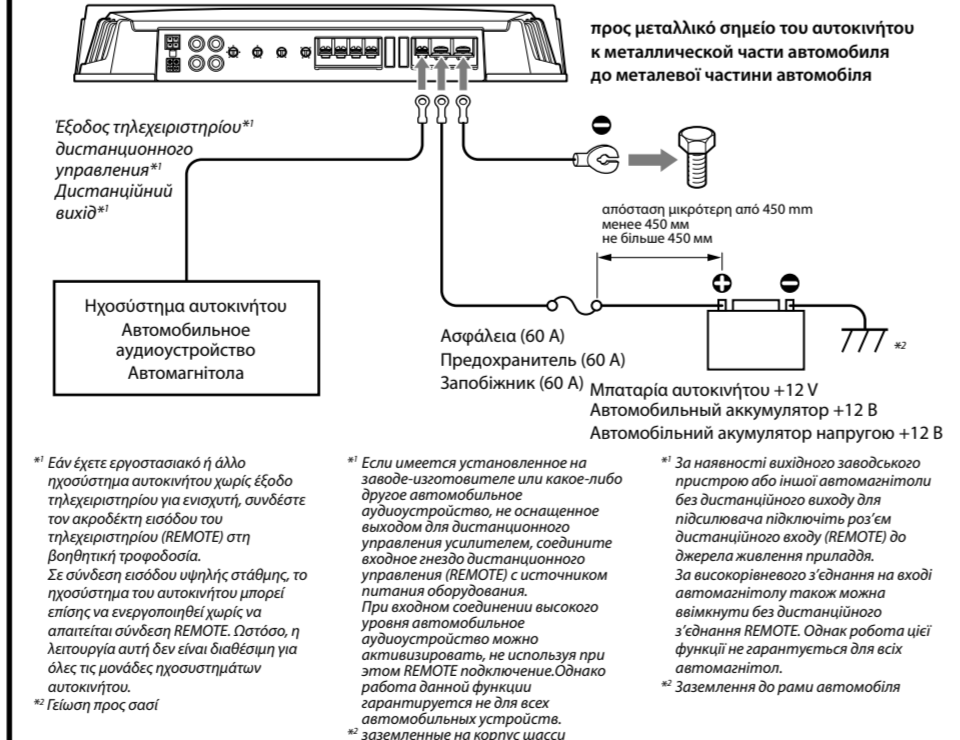 προς μεταλλικό σημείο του αυτοκινήτου
к металлической части автомобиля
до металевої частини автомобіля
Έξοδος τηλεχειριστηρίου*1
дистанционного
управления*1
Дистанційний
вихід*1
απόσταση μικρότερη από 450 mm
менее 450 мм
не більше 450 мм
Ηχοσύστημα αυτοκινήτου
Автомобильное
аудиоустройство
Автомагнітола
Ασφάλεια (60 A)
Предохранитель (60 А)
Запобіжник (60 А)
*2
Μπαταρία αυτοκινήτου +12 V
Автомобильный аккумулятор +12 В
Автомобільний акумулятор напругою +12 В
*1 Εάν έχετε εργοστασιακό ή άλλο
ηχοσύστημα αυτοκινήτου χωρίς έξοδο
τηλεχειριστηρίου για ενισχυτή, συνδέστε
τον ακροδέκτη εισόδου του
τηλεχειριστηρίου (REMOTE) στη
βοηθητική τροφοδοσία.
Σε σύνδεση εισόδου υψηλής στάθμης, το
ηχοσύστημα του αυτοκινήτου μπορεί
επίσης να ενεργοποιηθεί χωρίς να
απαιτείται σύνδεση REMOTE. Ωστόσο, η
λειτουργία αυτή δεν είναι διαθέσιμη για
όλες τις μονάδες ηχοσυστημάτων
αυτοκινήτου.
*2 Γείωση προς σασί
*1 Если имеется установленное на
заводе-изготовителе или какое-либо
другое автомобильное
аудиоустройство, не оснащенное
выходом для дистанционного
управления усилителем, соедините
входное гнездо дистанционного
управления (REMOTE) с источником
питания оборудования.
При входном соединении высокого
уровня автомобильное
аудиоустройство можно
активизировать, не используя при
этом REMOTE подключение.Однако
работа данной функции
гарантируется не для всех
автомобильных устройств.
*2 заземленные на корпус шасси
*1 За наявності вихідного заводського
пристрою або іншої автомагнітоли
без дистанційного виходу для
підсилювача підключіть роз’єм
дистанційного входу (REMOTE) до
джерела живлення приладдя.
За високорівневого з’єднання на вході
автомагнітолу також можна
ввімкнути без дистанційного
з’єднання REMOTE. Однак робота цієї
функції не гарантується для всіх
автомагнітол.
*2 Заземлення до рами автомобіля